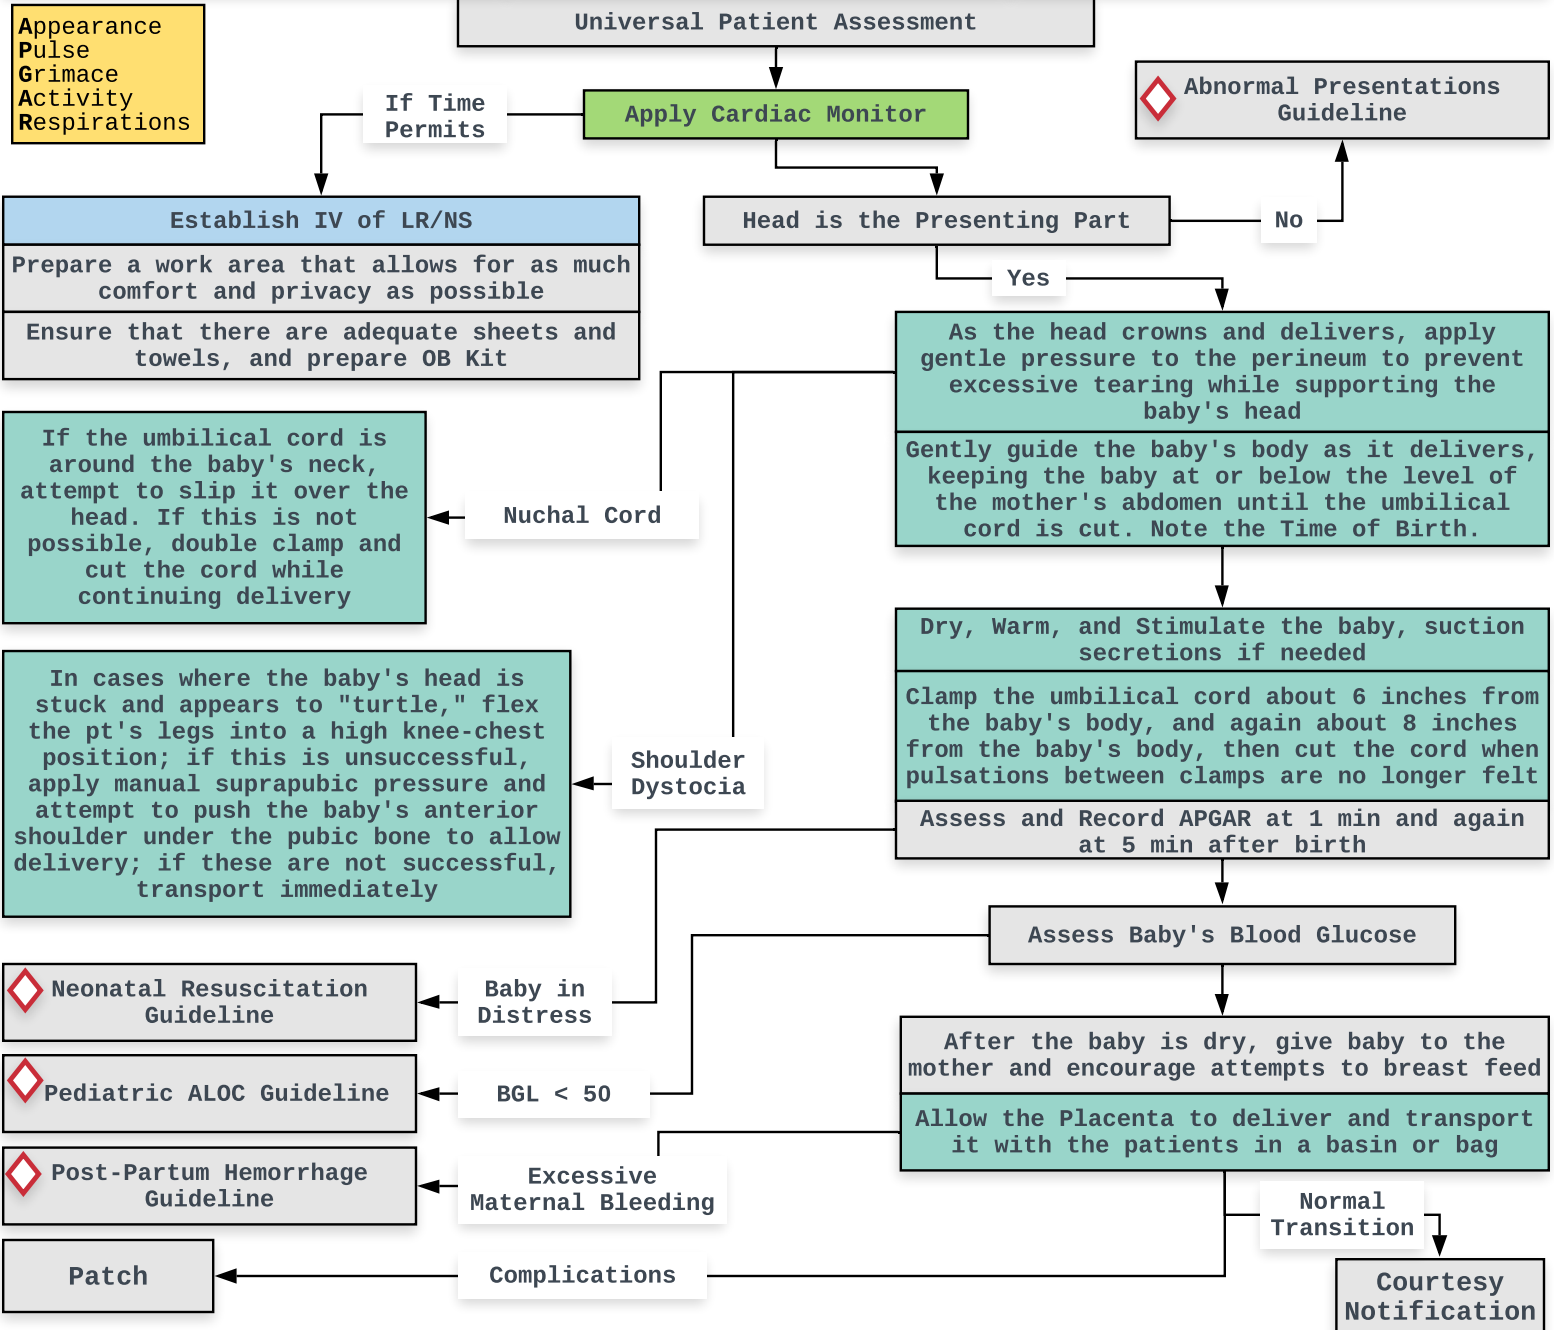 Appearance
Pulse
Grimace
Activity
Respirations
Universal Patient Assessment
If Time
Permits
Apply Cardiac Monitor
Abnormal Presentations
Guideline
Establish IV of LR/NS
Prepare a work area that allows for as much
comfort and privacy as possible
Ensure that there are adequate sheets and
towels, and prepare OB Kit
Head is the Presenting Part
No
Yes
As the head crowns and delivers, apply
gentle pressure to the perineum to prevent
excessive tearing while supporting the
baby's head
Gently guide the baby's body as it delivers,
keeping the baby at or below the level of
the mother's abdomen until the umbilical
cord is cut. Note the Time of Birth.
If the umbilical cord is
around the baby's neck,
attempt to slip it over the
head. If this is not
possible, double clamp and
cut the cord while
continuing delivery
Nuchal Cord
In cases where the baby's head is
stuck and appears to "turtle," flex
the pt's legs into a high knee-chest
position; if this is unsuccessful,
apply manual suprapubic pressure and
attempt to push the baby's anterior
shoulder under the pubic bone to allow
delivery; if these are not successful,
transport immediately
Shoulder
Dystocia
Dry, Warm, and Stimulate the baby, suction
secretions if needed
Clamp the umbilical cord about 6 inches from
the baby's body, and again about 8 inches
from the baby's body, then cut the cord when
pulsations between clamps are no longer felt
Assess and Record APGAR at 1 min and again
at 5 min after birth
Assess Baby's Blood Glucose
Neonatal Resuscitation
Guideline
Baby in
Distress
Pediatric ALOC Guideline
BGL < 50
After the baby is dry, give baby to the
mother and encourage attempts to breast feed
Allow the Placenta to deliver and transport
it with the patients in a basin or bag
Post-Partum Hemorrhage
Guideline
Excessive
Maternal Bleeding
Normal
Transition
Patch
Complications
Courtesy
Notification